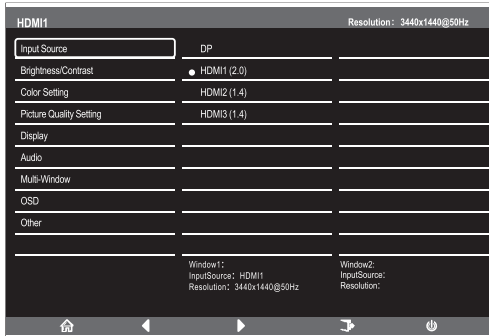 HDMI1 Resolution: 3440x1440@50Hz
Input Source DP
Brightness/Contrast HDMI1 (2.0)
Color Setting HDMI2 (1.4)
Picture Quality Setting HDMI3 (1.4)
Display
Audio
Multi-Window
OSD
Other
Window1: Window2:
InputSource: HDMI1 InputSource:
Resolution: 3440x1440@50Hz Resolution: